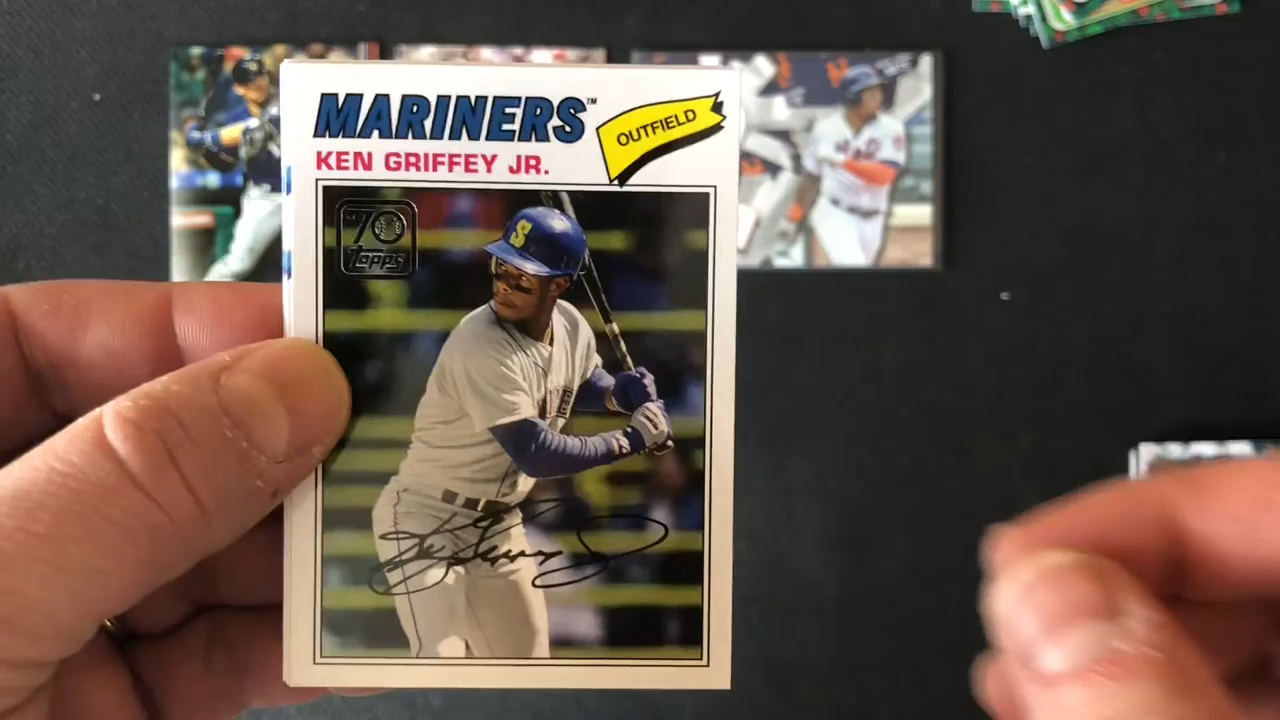 MARINERS™
OUTFIELD
KEN GRIFFEY JR.
70
Topps
S